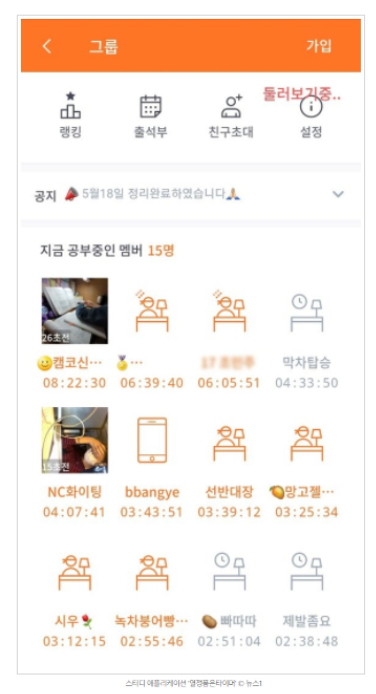 그룹 가입
둘러보기중..
랭킹 출석부 친구초대 설정
공지 5월18일 정리완료하였습니다
지금 공부중인 멤버 15명
26초전
캠코신… …  막차탑승
08:22:30 06:39:40 06:05:51 04:33:50
15초전
NC화이팅 bbangye 선반대장 망고젤…
04:07:41 03:43:51 03:39:12 03:25:34
시우 녹차붕어빵… 빠따따 제발좀요
03:12:15 02:55:46 02:51:04 02:38:48
스터디 애플리케이션 '열정품은타이머' © 뉴스1